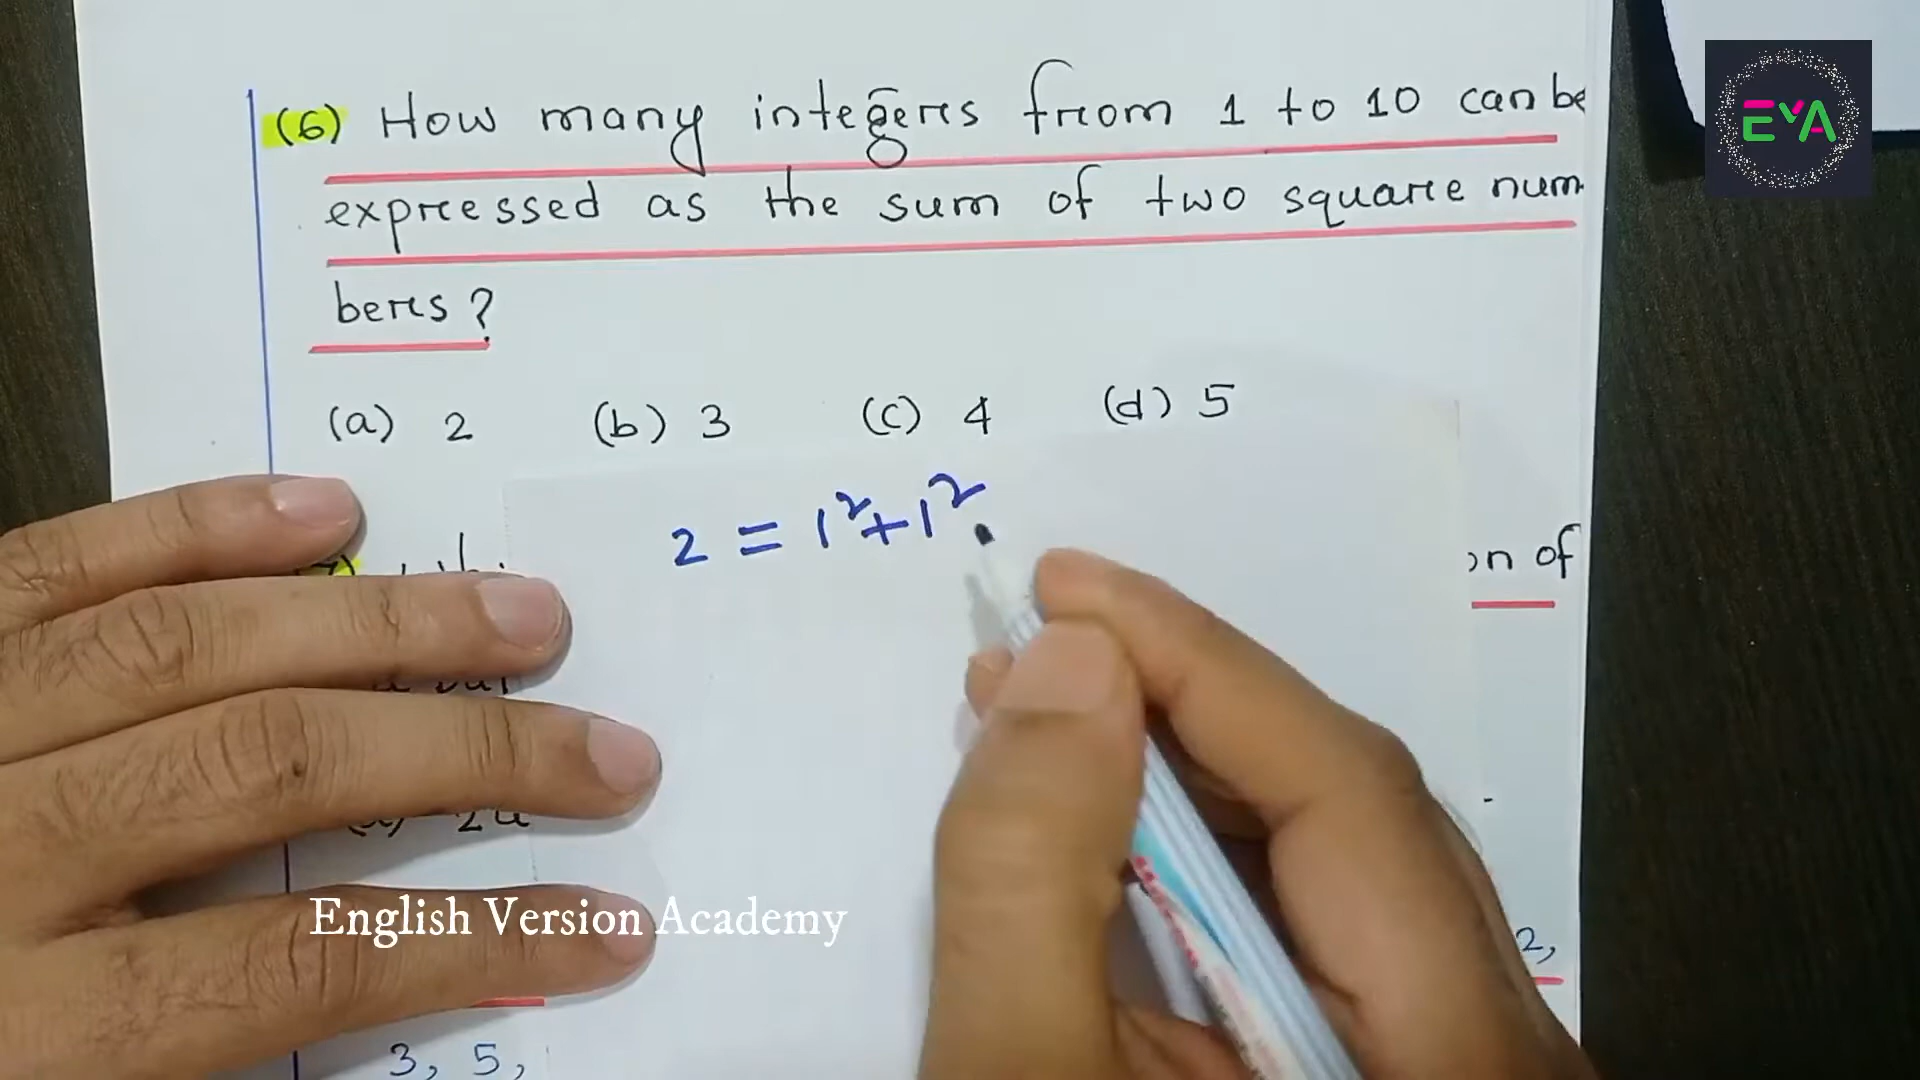 (6) How many integers from 1 to 10 can be
expressed as the sum of two square num
bers?
(a) 2 (b) 3 (c) 4 (d) 5
2 = 1²+1²
on of
2,
3, 5,
English Version Academy
EVA